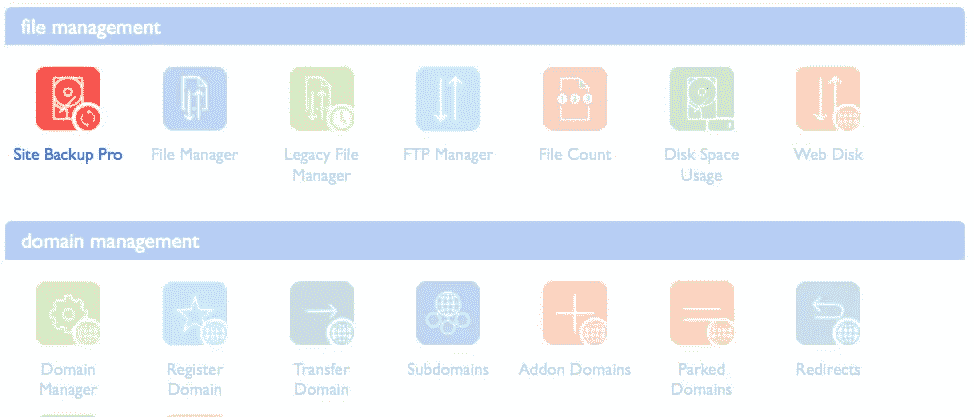 file management
Site Backup Pro
File Manager
Legacy File
Manager
FTP Manager
File Count
Disk Space
Usage
Web Disk
domain management
Domain
Manager
Register
Domain
Transfer
Domain
Subdomains
Addon Domains
Parked
Domains
Redirects